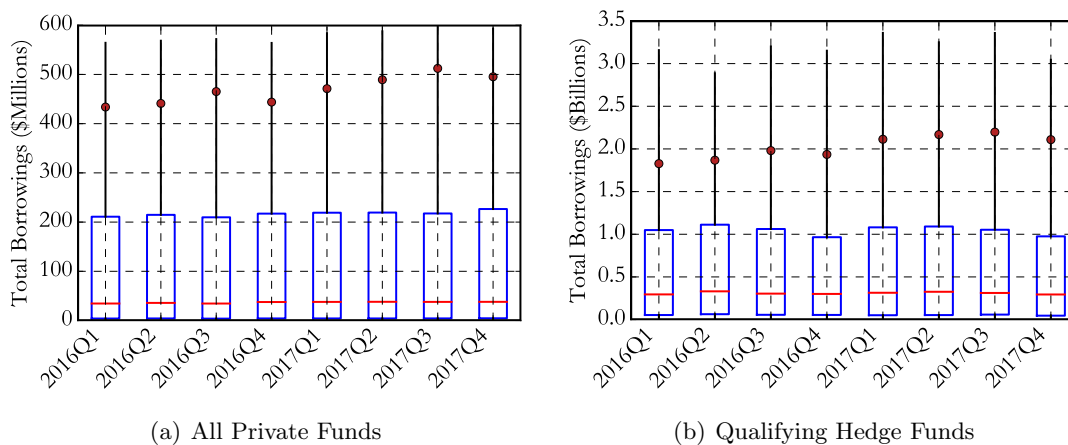 Total Borrowings ($Millions)
600
500
400
300
200
100
0
2016Q1
2016Q2
2016Q3
2016Q4
2017Q1
2017Q2
2017Q3
2017Q4
(a) All Private Funds
Total Borrowings ($Billions)
3.5
3.0
2.5
2.0
1.5
1.0
0.5
0.0
2016Q1
2016Q2
2016Q3
2016Q4
2017Q1
2017Q2
2017Q3
2017Q4
(b) Qualifying Hedge Funds